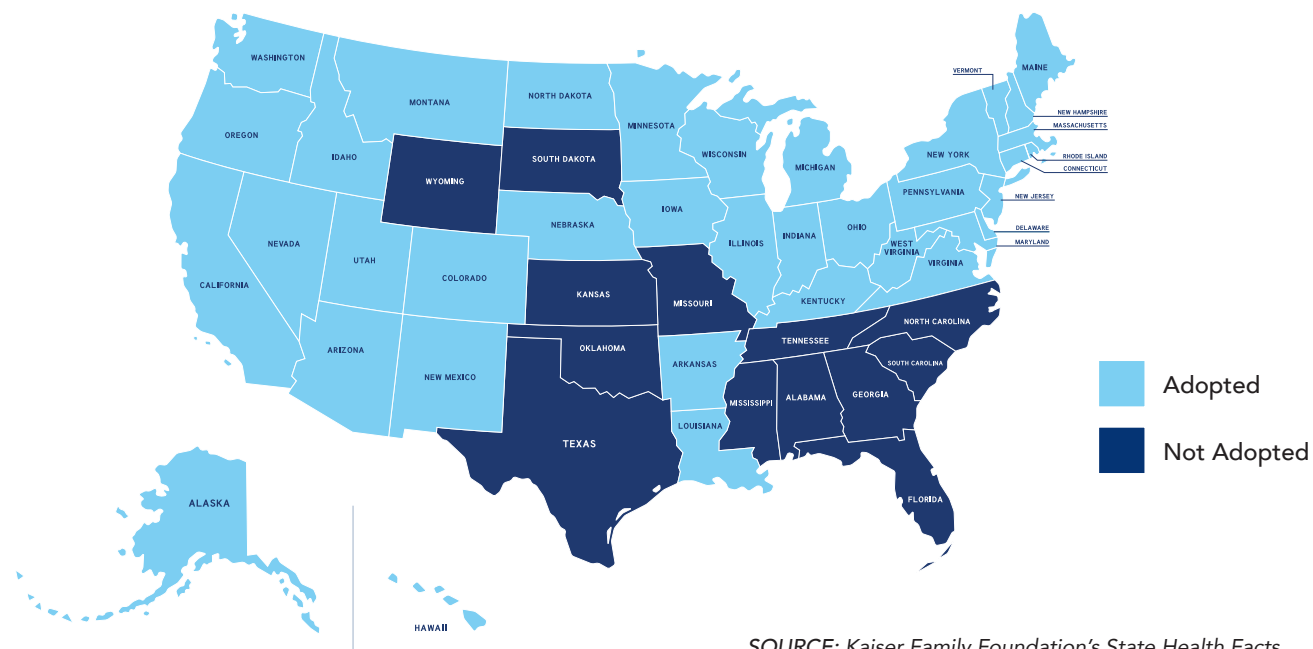 WASHINGTON
MAINE
VERMONT
MONTANA
NORTH DAKOTA
MINNESOTA
NEW HAMPSHIRE
MASSACHUSETTS
OREGON
IDAHO
SOUTH DAKOTA
WISCONSIN
MICHIGAN
NEW YORK
RHODE ISLAND
CONNECTICUT
WYOMING
PENNSYLVANIA
NEW JERSEY
IOWA
NEBRASKA
OHIO
DELAWARE
NEVADA
ILLINOIS
INDIANA
WEST
VIRGINIA
MARYLAND
UTAH
VIRGINIA
COLORADO
CALIFORNIA
KANSAS
MISSOURI
KENTUCKY
NORTH CAROLINA
ARIZONA
OKLAHOMA
TENNESSEE
NEW MEXICO
ARKANSAS
SOUTH CAROLINA
Adopted
MISSISSIPPI
ALABAMA
GEORGIA
LOUISIANA
TEXAS
Not Adopted
ALASKA
FLORIDA
HAWAII
SOURCE: Kaiser Family Foundation's State Health Facts